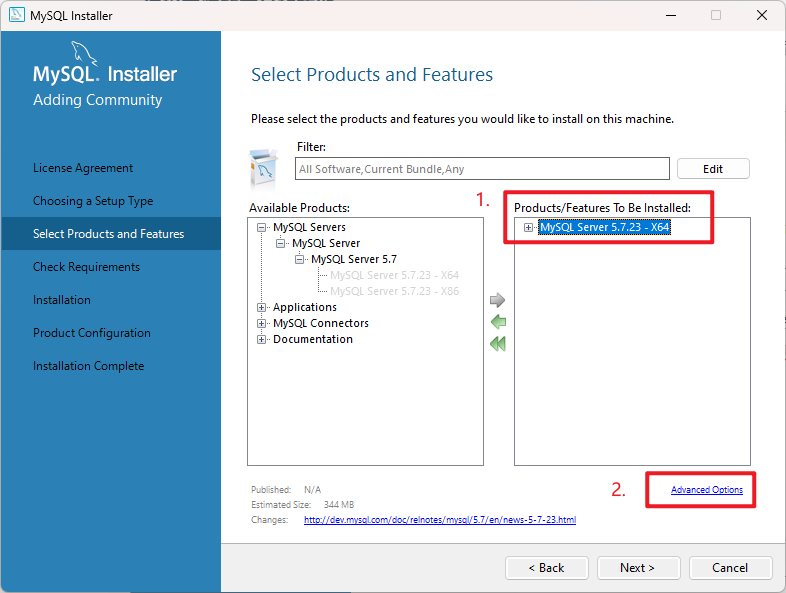 MySQL Installer
MySQL. Installer
Adding Community
License Agreement
Choosing a Setup Type
Select Products and Features
Check Requirements
Installation
Product Configuration
Installation Complete
Select Products and Features
Please select the products and features you would like to install on this machine.
Filter:
All Software,Current Bundle,Any
Edit
Available Products:
MySQL Servers
MySQL Server
MySQL Server 5.7
MySQL Server 5.7.23 - X64
MySQL Server 5.7.23 - X86
Applications
MySQL Connectors
Documentation
1.
Products/Features To Be Installed:
MySQL Server 5.7.23 - X64
2.
Advanced Options
Published: N/A
Estimated Size: 344 MB
Changes: http://dev.mysql.com/doc/relnotes/mysql/5.7/en/news-5-7-23.html
< Back
Next >
Cancel